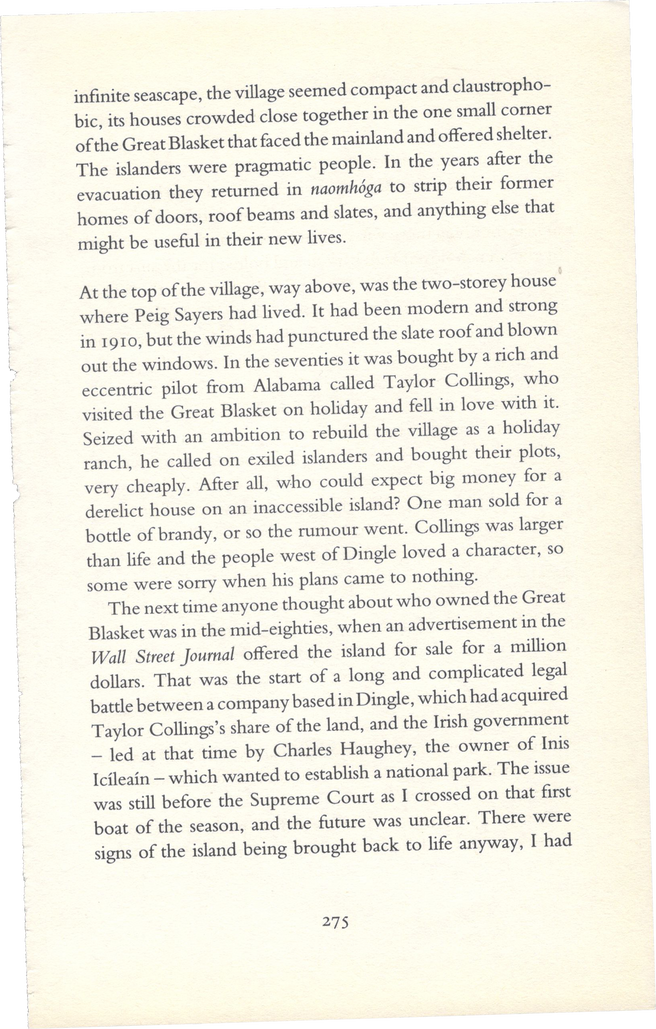 infinite seascape, the village seemed compact and claustropho-
bic, its houses crowded close together in the one small corner
of the Great Blasket that faced the mainland and offered shelter.
The islanders were pragmatic people. In the years after the
evacuation they returned in naomhóga to strip their former
homes of doors, roof beams and slates, and anything else that
might be useful in their new lives.
At the top of the village, way above, was the two-storey house
where Peig Sayers had lived. It had been modern and strong
in 1910, but the winds had punctured the slate roof and blown
out the windows. In the seventies it was bought by a rich and
eccentric pilot from Alabama called Taylor Collings, who
visited the Great Blasket on holiday and fell in love with it.
Seized with an ambition to rebuild the village as a holiday
ranch, he called on exiled islanders and bought their plots,
very cheaply. After all, who could expect big money for a
derelict house on an inaccessible island? One man sold for a
bottle of brandy, or so the rumour went. Collings was larger
than life and the people west of Dingle loved a character, so
some were sorry when his plans came to nothing.
The next time anyone thought about who owned the Great
Blasket was in the mid-eighties, when an advertisement in the
Wall Street Journal offered the island for sale for a million
dollars. That was the start of a long and complicated legal
battle between a company based in Dingle, which had acquired
Taylor Collings's share of the land, and the Irish government
– led at that time by Charles Haughey, the owner of Inis
Icíleaín – which wanted to establish a national park. The issue
was still before the Supreme Court as I crossed on that first
boat of the season, and the future was unclear. There were
signs of the island being brought back to life anyway, I had
275